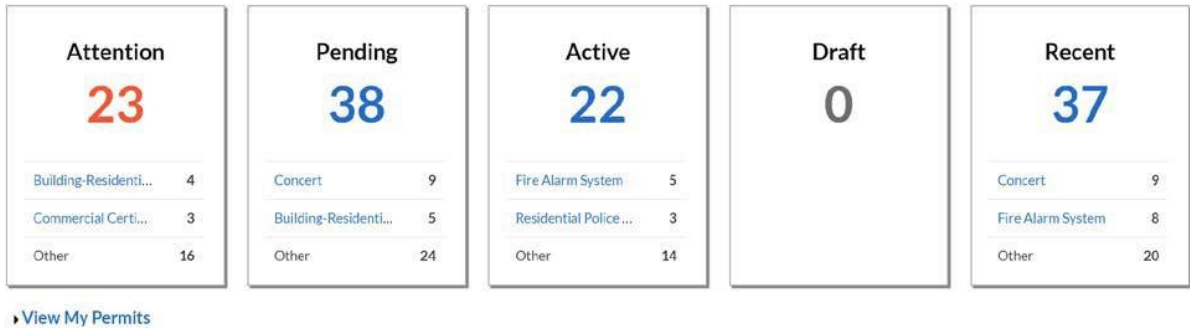 Attention
23
Building-Residenti... 4
Commercial Certi... 3
Other 16
Pending
38
Concert 9
Building-Residenti... 5
Other 24
Active
22
Fire Alarm System 5
Residential Police ... 3
Other 14
Draft
0
Recent
37
Concert 9
Fire Alarm System 8
Other 20
View My Permits